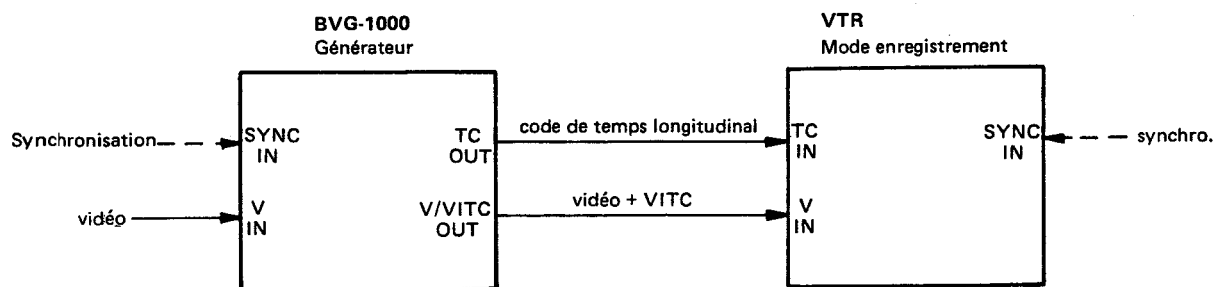 BVG-1000
Générateur
VTR
Mode enregistrement
Synchronisation
SYNC
IN
TC
OUT
code de temps longitudinal
TC
IN
SYNC
IN
synchro.
vidéo
V
IN
V/VITC
OUT
vidéo + VITC
V
IN